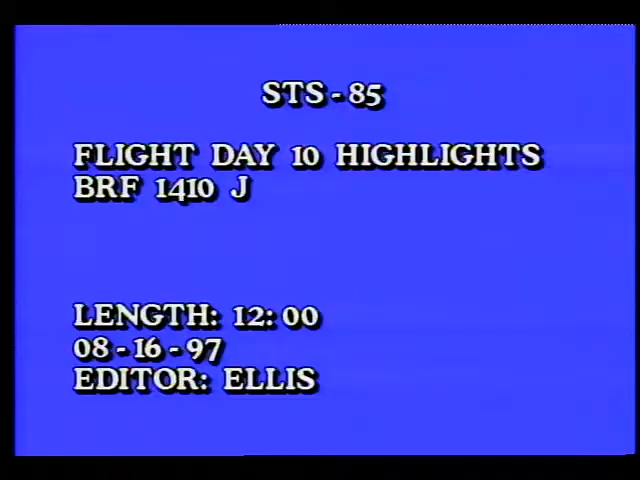 STS - 85
FLIGHT DAY 10 HIGHLIGHTS
BRF 1410 J
LENGTH: 12: 00
08 - 16 - 97
EDITOR: ELLIS